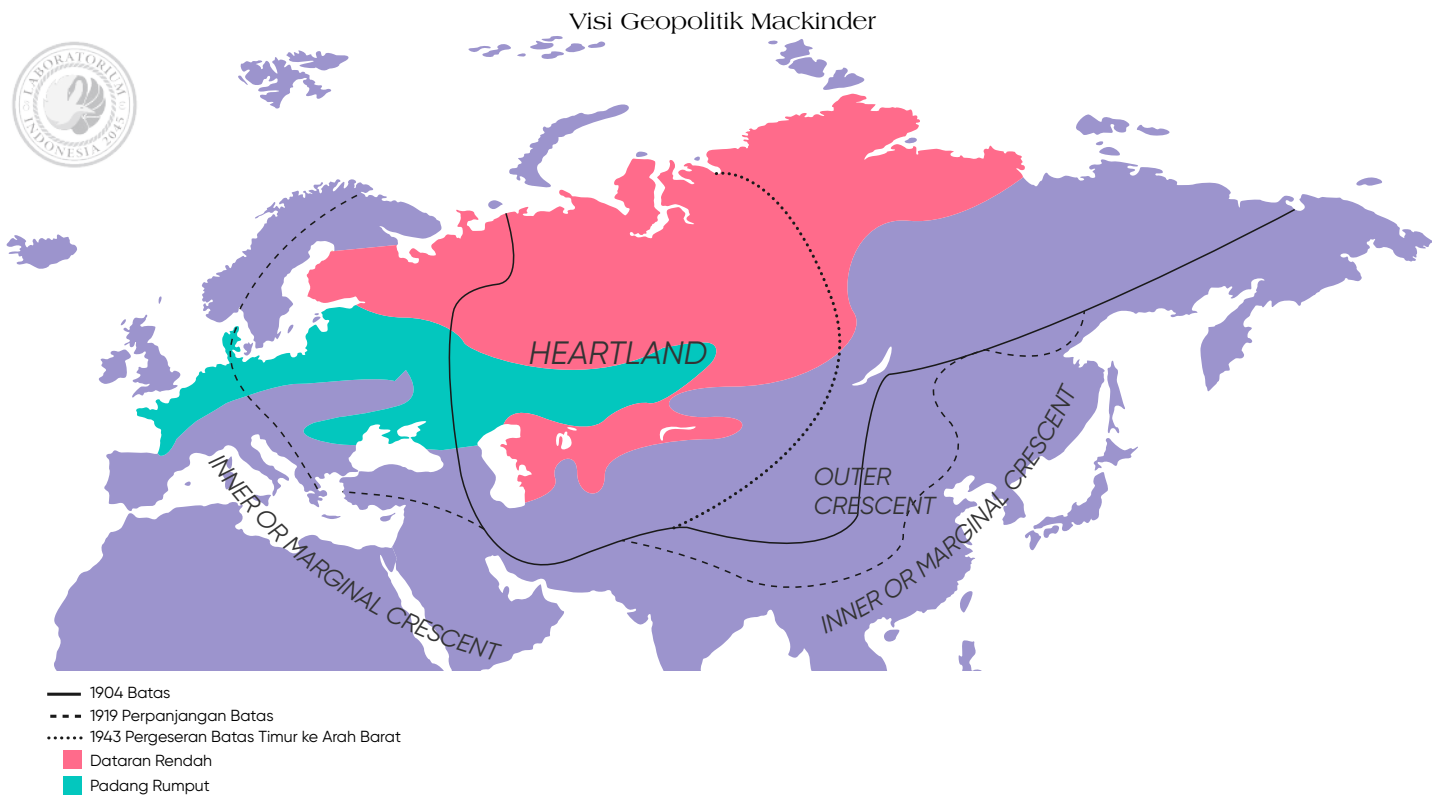 Visi Geopolitik Mackinder
LABORATORIUM
INDONESIA 2045
HEARTLAND
OUTER
CRESCENT
INNER OR MARGINAL CRESCENT
INNER OR MARGINAL CRESCENT
1904 Batas
1919 Perpanjangan Batas
1943 Pergeseran Batas Timur ke Arah Barat
Dataran Rendah
Padang Rumput